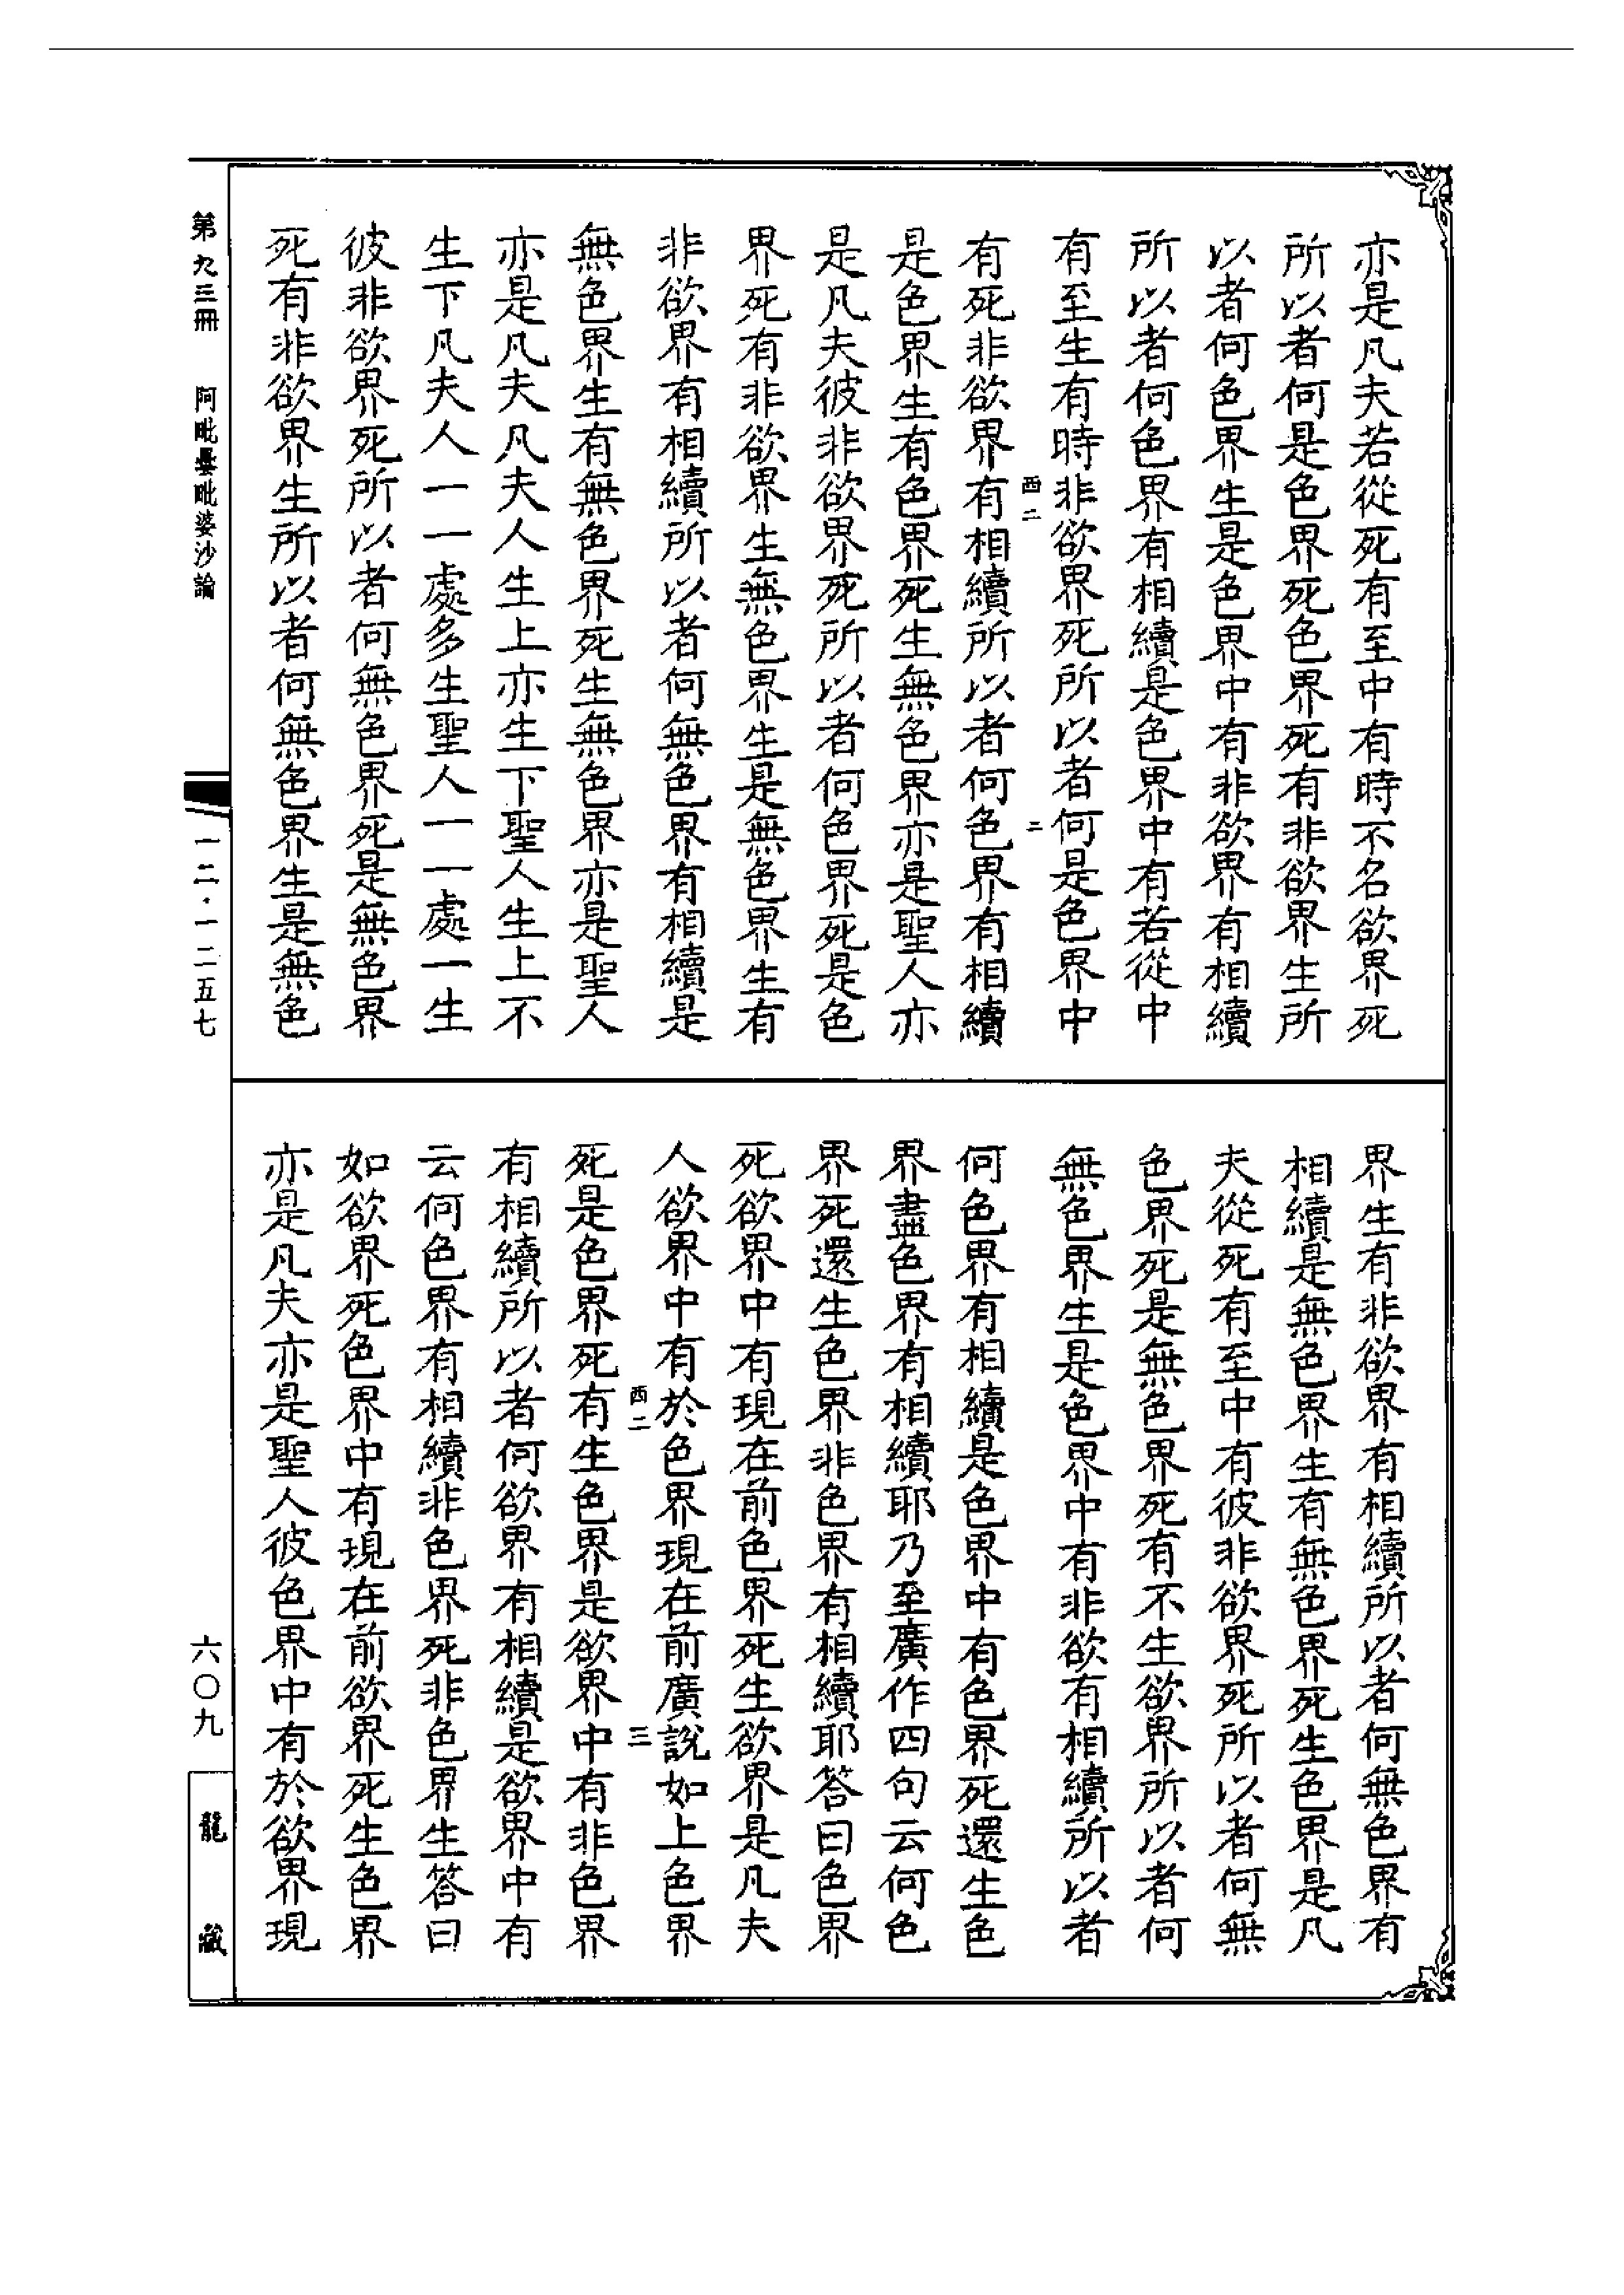 亦是凡夫若從死有至中有時不名欲界死
所以者何是色界死色界死有非欲界生所
以者何色界生是色界中有非欲界有相續
所以者何色界有相續是色界中有若從中
有至生有時非欲界死所以者何是色界中
有死非欲界有相續所以者何色界有相續
是色界生有色界死生無色界亦是聖人亦
是凡夫彼非欲界死所以者何色界死是色
界死有非欲界生無色界生是無色界生有
非欲界有相續所以者何無色界有相續是
無色界生有無色界死生無色界亦是聖人
亦是凡夫凡夫人生上亦生下聖人生上不
生下凡夫人一一處多生聖人一一處一生
彼非欲界死所以者何無色界死是無色界
死有非欲界生所以者何無色界生是無色
界生有非欲界有相續所以者何無色界有
相續是無色界生有無色界死生色界是凡
夫從死有至中有彼非欲界死所以者何無
色界死是無色界死有不生欲界所以者何
無色界生是色界中有非欲有相續所以者
何色界有相續是色界中有色界死還生色
界盡色界有相續耶乃至廣作四句云何色
界死還生色界非色界有相續耶答曰色界
死欲界中有現在前色界死生欲界是凡夫
人欲界中有於色界現在前廣說如上色界
死是色界死有生色界是欲界中有非色界
有相續所以者何欲界有相續是欲界中有
云何色界有相續非色界死非色界生答曰
如欲界死色界中有現在前欲界死生色界
亦是凡夫亦是聖人彼色界中有於欲界現
第九三冊　阿毗曇毗婆沙論
一二·一二五七
六〇九
龍藏
酉二
二
酉二
三